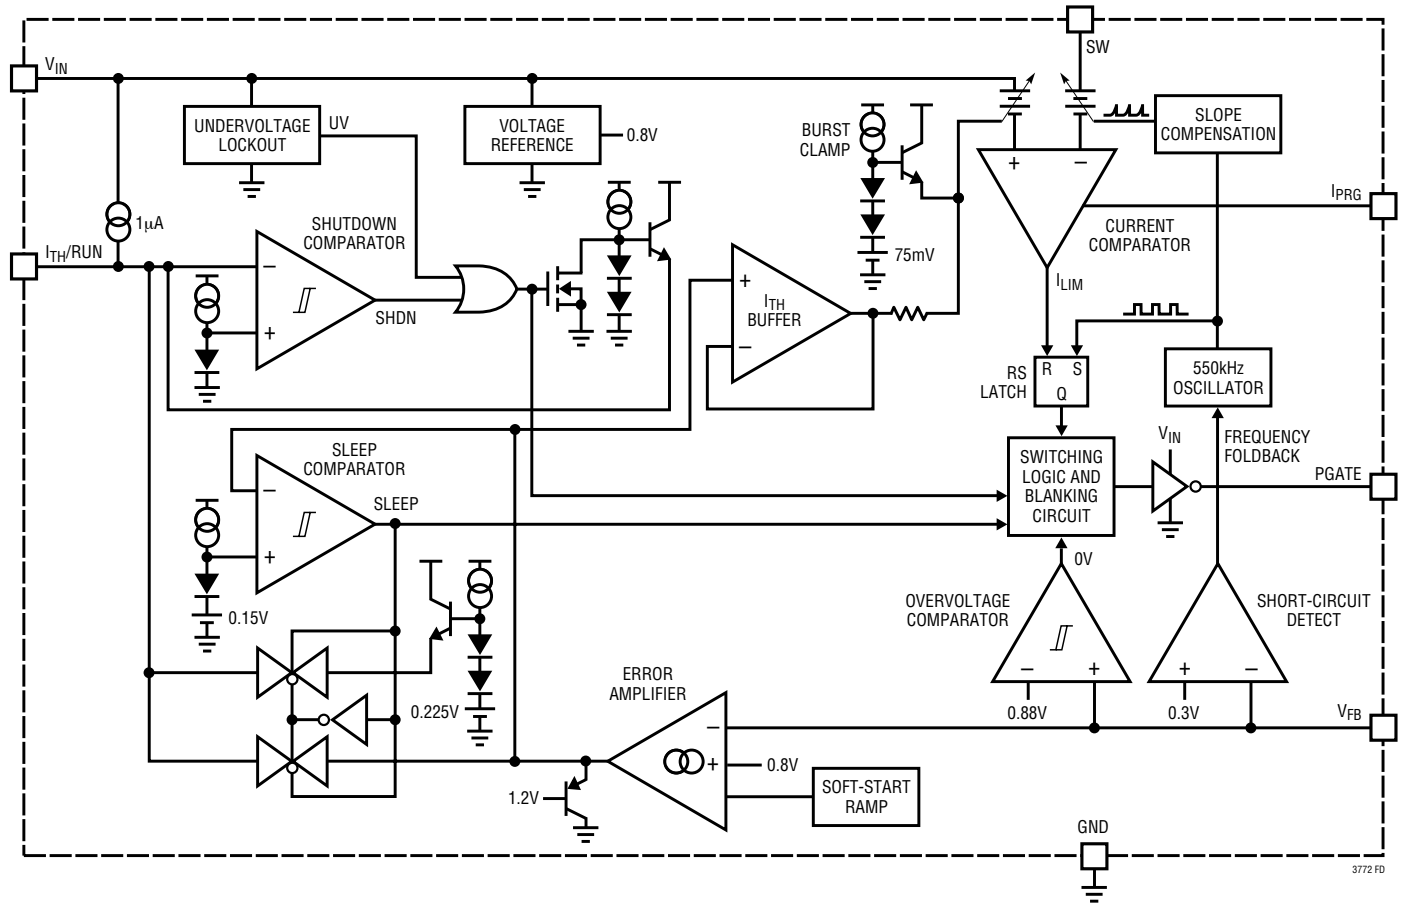 SW
VIN
UNDERVOLTAGE
LOCKOUT
UV
VOLTAGE
REFERENCE
0.8V
BURST
CLAMP
SLOPE
COMPENSATION
+
–
IPRG
1µA
SHUTDOWN
COMPARATOR
CURRENT
COMPARATOR
ITH/RUN
–
75mV
+
ITH
BUFFER
ILIM
SHDN
+
–
RS
LATCH
R S
Q
550kHz
OSCILLATOR
SLEEP
COMPARATOR
VIN
FREQUENCY
FOLDBACK
SWITCHING
LOGIC AND
BLANKING
CIRCUIT
PGATE
–
SLEEP
+
0V
0.15V
OVERVOLTAGE
COMPARATOR
SHORT-CIRCUIT
DETECT
– +
+ –
ERROR
AMPLIFIER
0.225V
0.88V
0.3V
VFB
–
+
0.8V
1.2V
SOFT-START
RAMP
GND
3772 FD